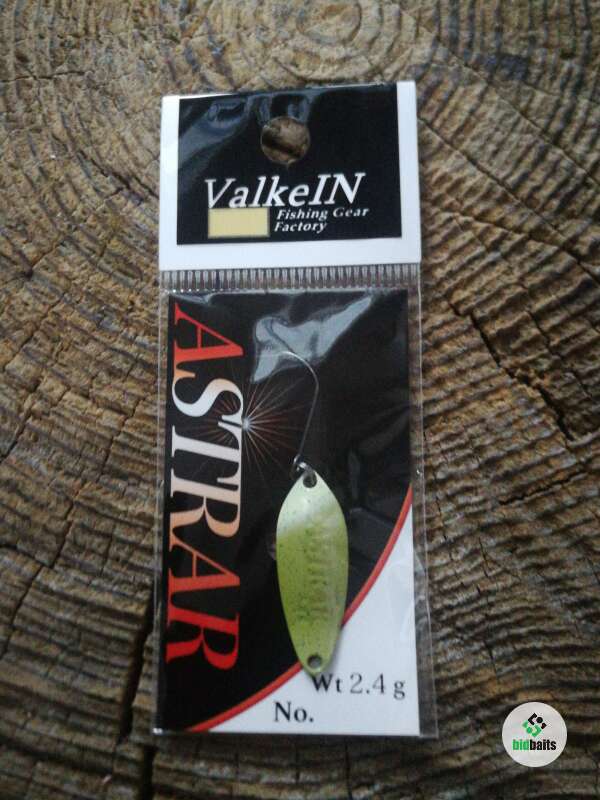 ValkeIN
Fishing Gear
Factory
ASTRAR
Wt 2.4 g
No.
bidbaits